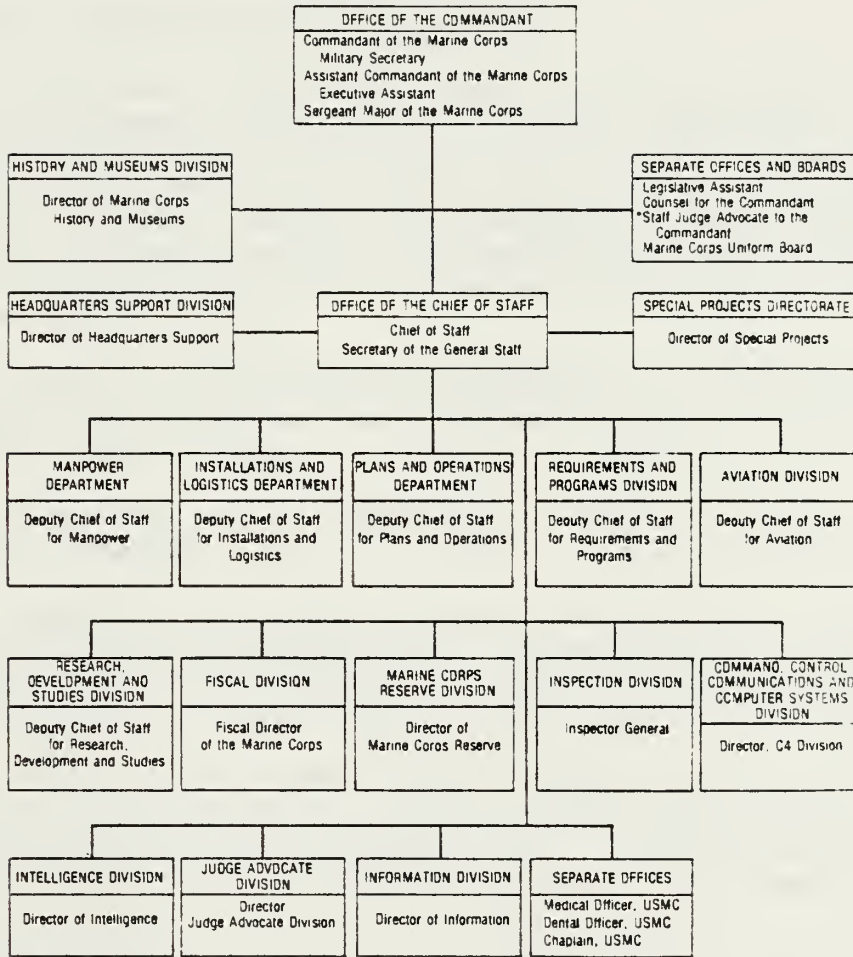 OFFICE OF THE COMMANDANT
Commandant of the Marine Corps
Military Secretary
Assistant Commandant of the Marine Corps
Executive Assistant
Sergeant Major of the Marine Corps
HISTORY AND MUSEUMS DIVISION
Director of Marine Corps
History and Museums
SEPARATE OFFICES AND BOARDS
Legislative Assistant
Counsel for the Commandant
*Staff Judge Advocate to the
Commandant
Marine Corps Uniform Board
HEADQUARTERS SUPPORT DIVISION
Director of Headquarters Support
OFFICE OF THE CHIEF OF STAFF
Chief of Staff
Secretary of the General Staff
SPECIAL PROJECTS DIRECTORATE
Director of Special Projects
MANPOWER
DEPARTMENT
Deputy Chief of Staff
for Manpower
INSTALLATIONS AND
LOGISTICS DEPARTMENT
Deputy Chief of Staff
for Installations and
Logistics
PLANS AND OPERATIONS
DEPARTMENT
Deputy Chief of Staff
for Plans and Operations
REQUIREMENTS AND
PROGRAMS DIVISION
Deputy Chief of Staff
for Requirements and
Programs
AVIATION DIVISION
Deputy Chief of Staff
for Aviation
RESEARCH,
DEVELOPMENT AND
STUDIES DIVISION
Deputy Chief of Staff
for Research,
Development and Studies
FISCAL DIVISION
Fiscal Director
of the Marine Corps
MARINE CORPS
RESERVE DIVISION
Director of
Marine Corps Reserve
INSPECTION DIVISION
Inspector General
COMMAND, CONTROL
COMMUNICATIONS AND
COMPUTER SYSTEMS
DIVISION
Director, C4 Division
INTELLIGENCE DIVISION
Director of Intelligence
JUDGE ADVOCATE
DIVISION
Director
Judge Advocate Division
INFORMATION DIVISION
Director of Information
SEPARATE OFFICES
Medical Officer, USMC
Dental Officer, USMC
Chaplain, USMC